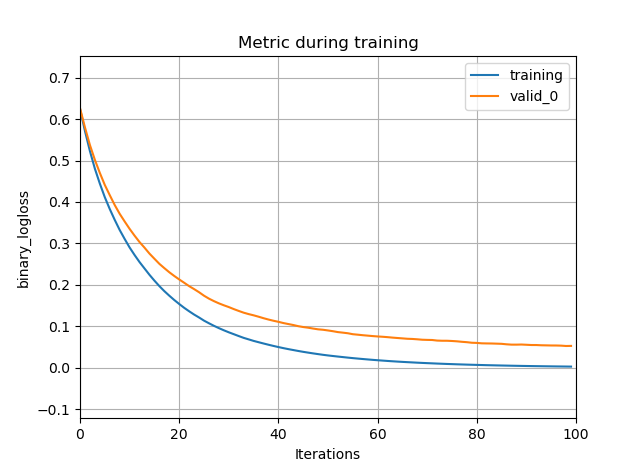 Metric during training
training
valid_0
binary_logloss
0.7
0.6
0.5
0.4
0.3
0.2
0.1
0.0
−0.1
0 20 40 60 80 100
Iterations